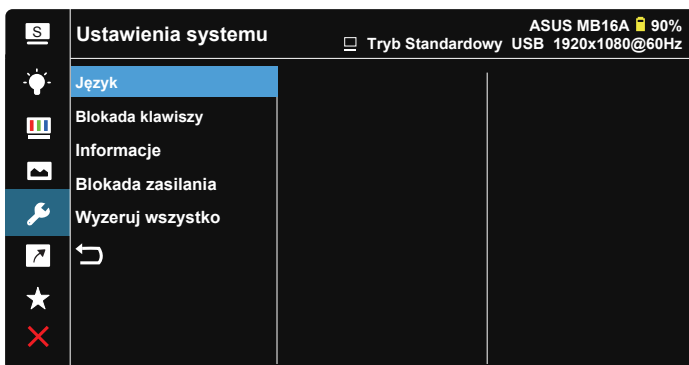 S
Ustawienia systemu
ASUS MB16A 90%
Tryb Standardowy USB 1920x1080@60Hz
Język
Blokada klawiszy
Informacje
Blokada zasilania
Wyzeruj wszystko